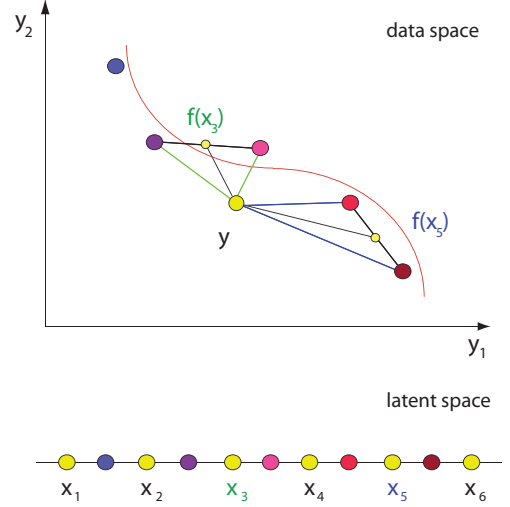 y2
data space
f(x3)
f(x5)
y
y1
latent space
x1 x2 x3 x4 x5 x6